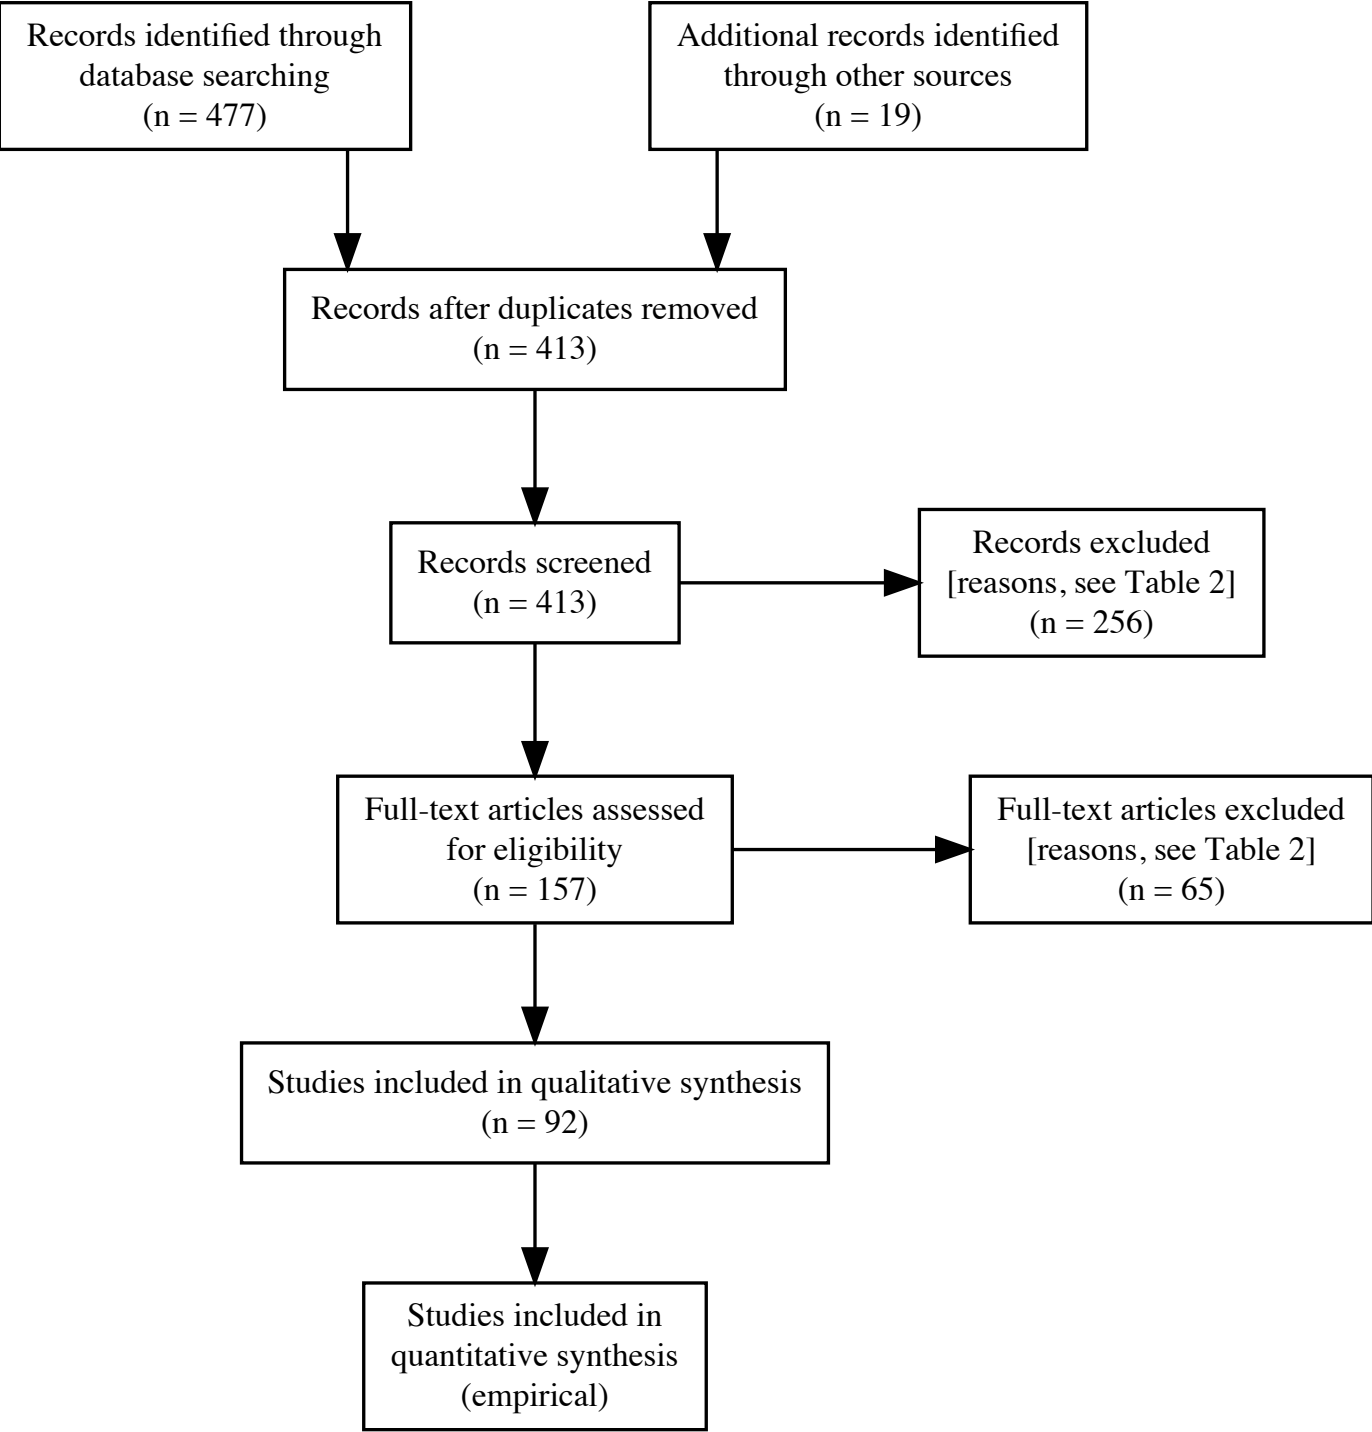 Records identified through
database searching
(n = 477)
Additional records identified
through other sources
(n = 19)
Records after duplicates removed
(n = 413)
Records screened
(n = 413)
Records excluded
[reasons, see Table 2]
(n = 256)
Full-text articles assessed
for eligibility
(n = 157)
Full-text articles excluded
[reasons, see Table 2]
(n = 65)
Studies included in qualitative synthesis
(n = 92)
Studies included in
quantitative synthesis
(empirical)